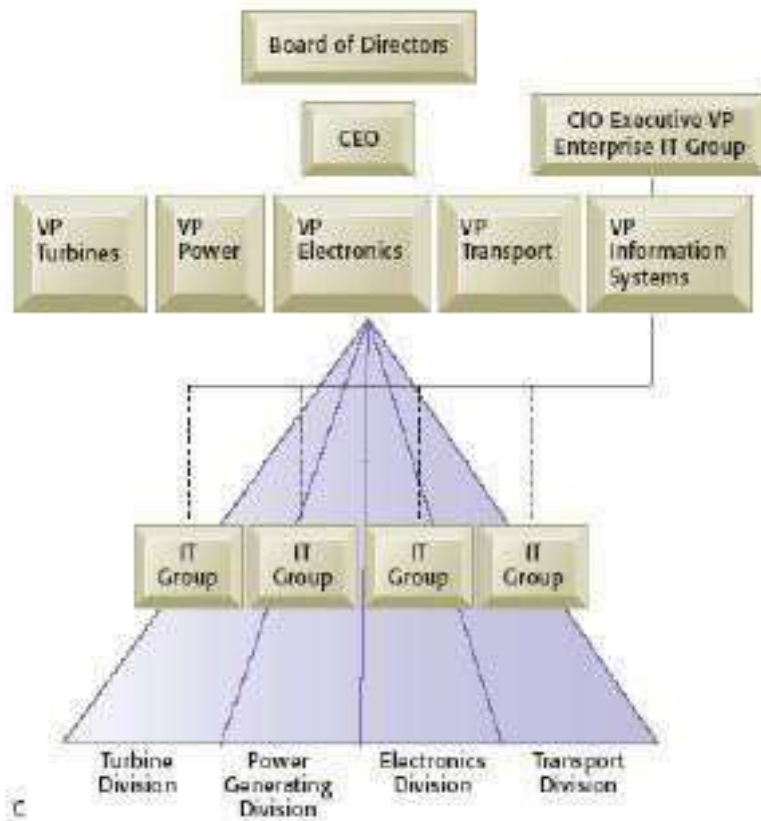 Board of Directors
CEO
CIO Executive VP
Enterprise IT Group
VP
Turbines
VP
Power
VP
Electronics
VP
Transport
VP
Information
Systems
IT
Group
IT
Group
IT
Group
IT
Group
Turbine
Division
Power
Generating
Division
Electronics
Division
Transport
Division
C